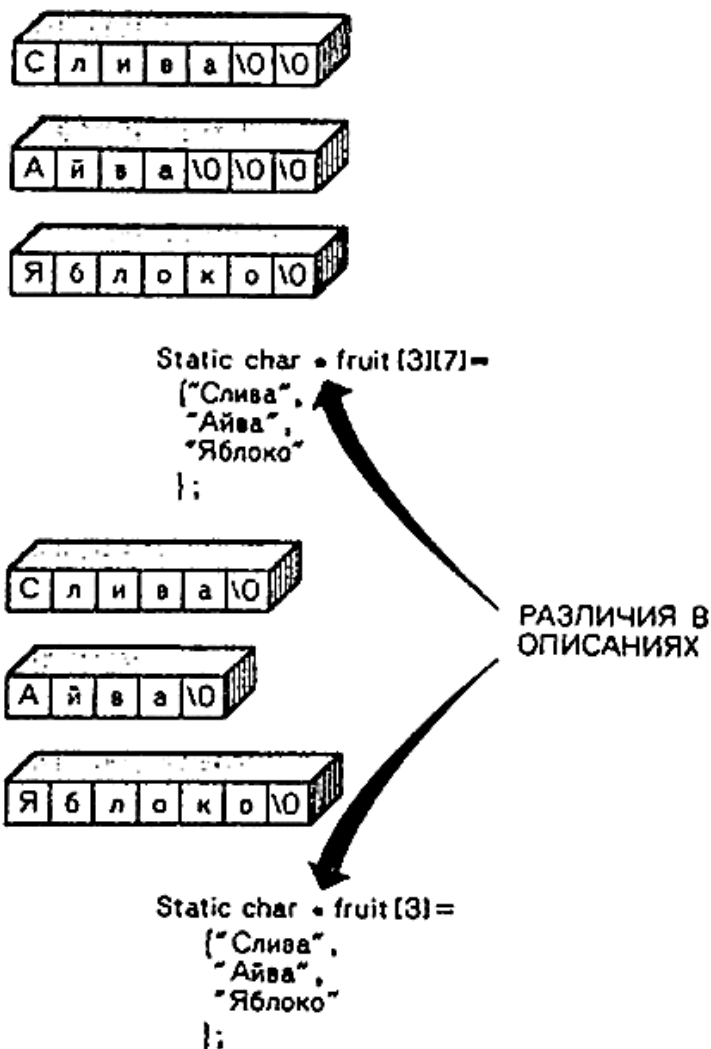 С л и в а \0 \0
А й в а \0 \0 \0
Я б л о к о \0
Static char * fruit [3][7]=
{"Слива",
"Айва",
"Яблоко"
};
С л и в а \0
А й в а \0
Я б л о к о \0
РАЗЛИЧИЯ В
ОПИСАНИЯХ
Static char * fruit [3]=
{"Слива",
"Айва",
"Яблоко"
};